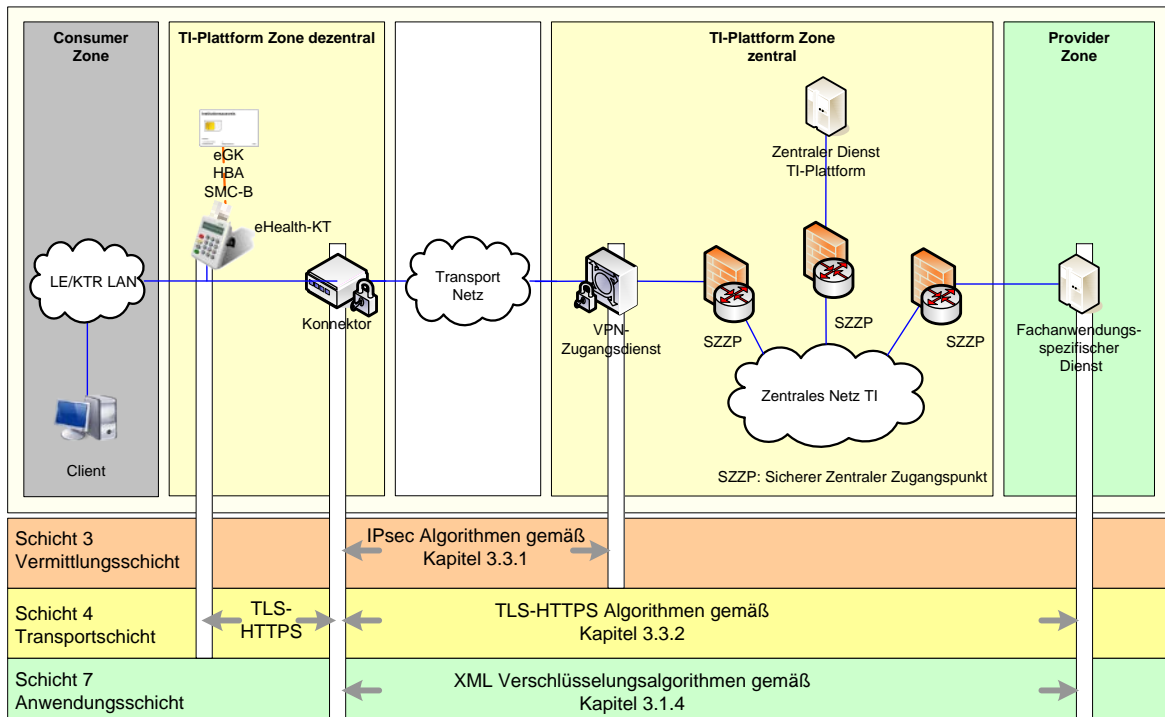 Consumer
Zone
TI-Plattform Zone dezentral
TI-Plattform Zone
zentral
Provider
Zone
eGK
HBA
SMC-B
eHealth-KT
Zentraler Dienst
TI-Plattform
LE/KTR LAN
Transport
Netz
Konnektor
VPN-
Zugangsdienst
SZZP
SZZP
SZZP
Fachanwendungs-
spezifischer
Dienst
Zentrales Netz TI
Client
SZZP: Sicherer Zentraler Zugangspunkt
Schicht 3
Vermittlungsschicht
IPsec Algorithmen gemäß
Kapitel 3.3.1
Schicht 4
Transportschicht
TLS-
HTTPS
TLS-HTTPS Algorithmen gemäß
Kapitel 3.3.2
Schicht 7
Anwendungsschicht
XML Verschlüsselungsalgorithmen gemäß
Kapitel 3.1.4